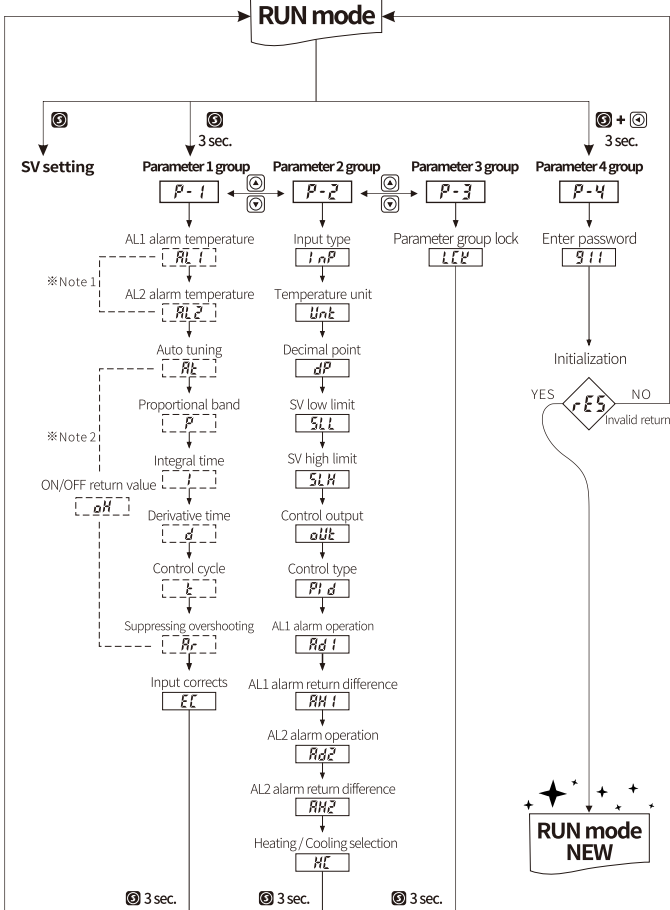 RUN mode
S
S
3 sec.
S + ◀
3 sec.
SV setting
Parameter 1 group
Parameter 2 group
Parameter 3 group
Parameter 4 group
P-1
P-2
P-3
P-4
AL1 alarm temperature
AL1
※Note 1
AL2 alarm temperature
AL2
Auto tuning
At
Proportional band
P
※Note 2
Integral time
I
ON/OFF return value
oH
Derivative time
d
Control cycle
t
Suppressing overshooting
Ar
Input corrects
EC
Input type
InP
Temperature unit
Unt
Decimal point
dP
SV low limit
SLL
SV high limit
SLH
Control output
oUt
Control type
PId
AL1 alarm operation
Ad1
AL1 alarm return difference
AH1
AL2 alarm operation
Ad2
AL2 alarm return difference
AH2
Heating / Cooling selection
HC
Parameter group lock
LCK
Enter password
911
Initialization
YES
rES
NO
Invalid return
RUN mode
NEW
S 3 sec.
S 3 sec.
S 3 sec.